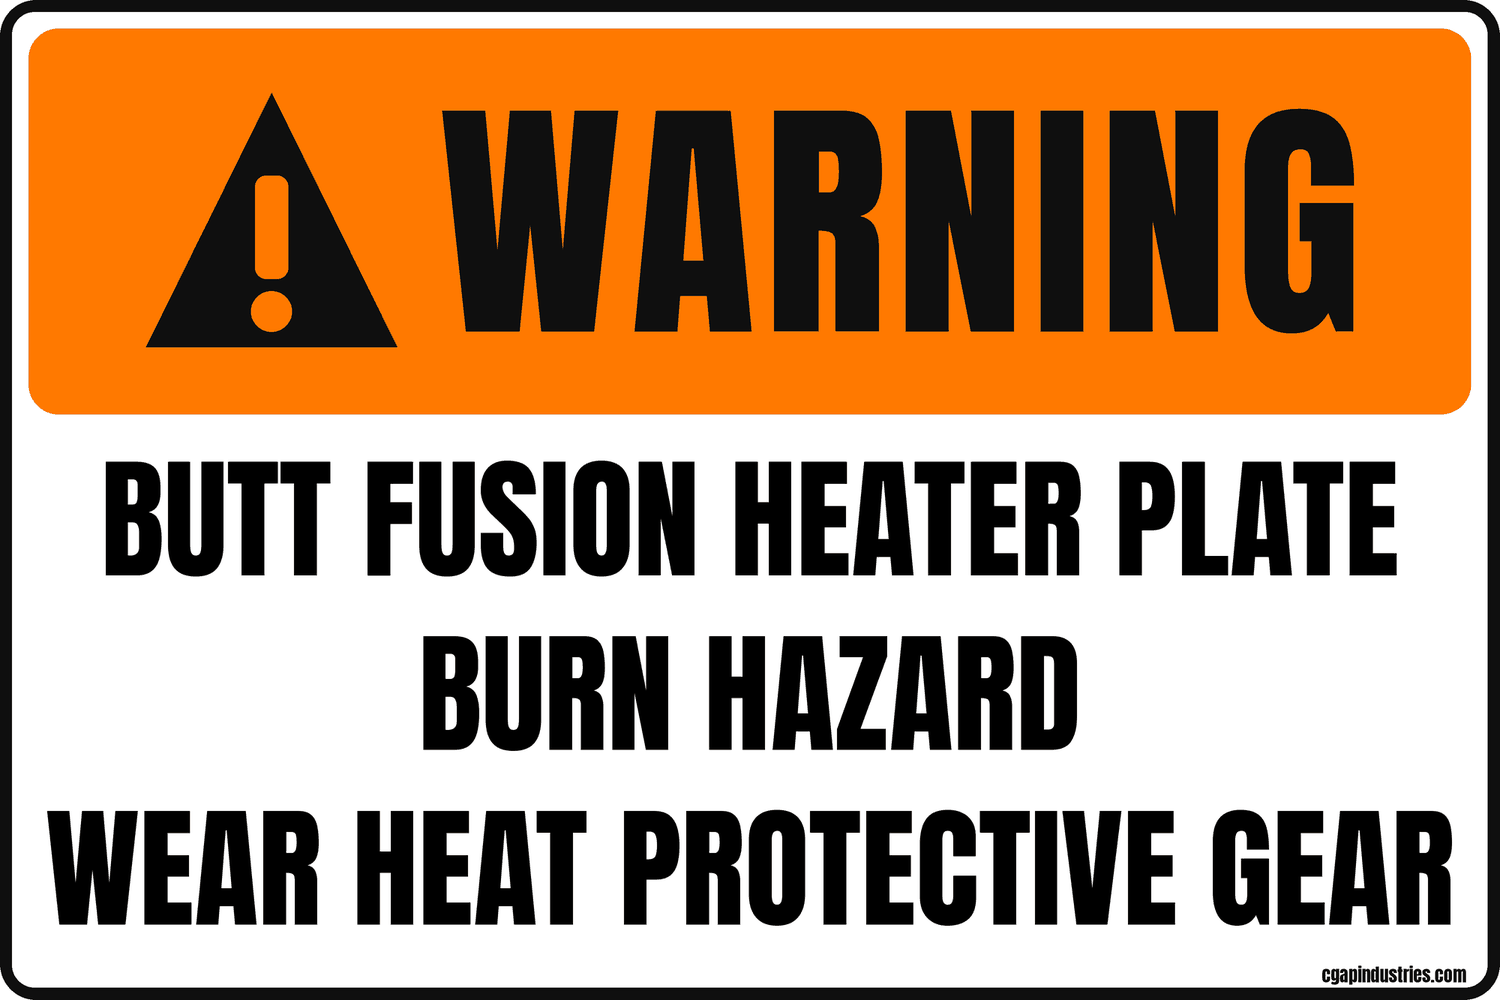 WARNING
BUTT FUSION HEATER PLATE
BURN HAZARD
WEAR HEAT PROTECTIVE GEAR
cgapindustries.com